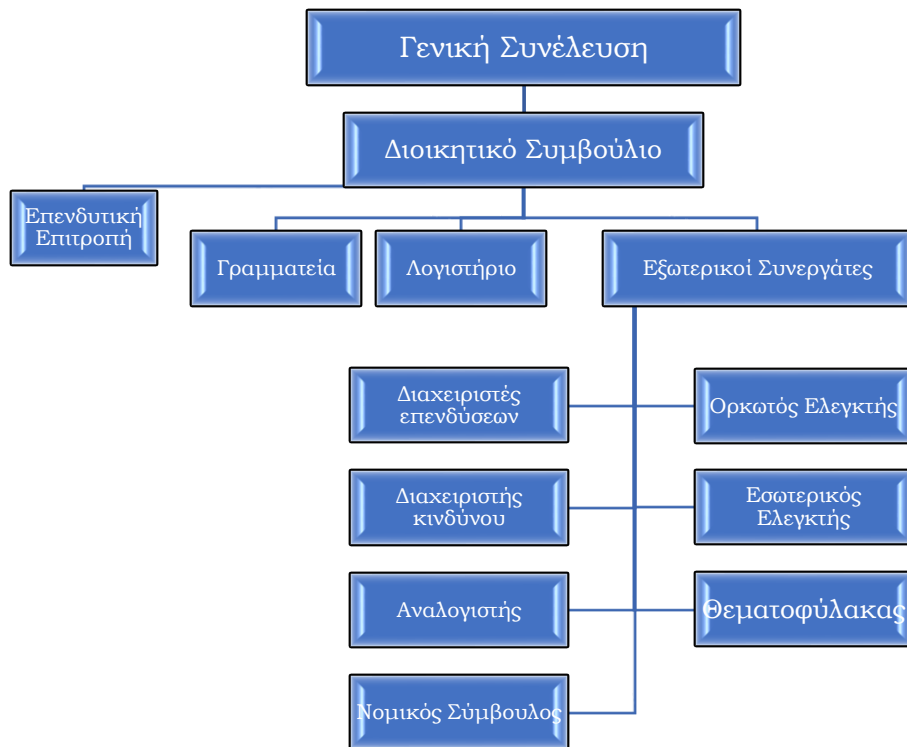 Γενική Συνέλευση
Διοικητικό Συμβούλιο
Επενδυτική
Επιτροπή
Γραμματεία
Λογιστήριο
Εξωτερικοί Συνεργάτες
Διαχειριστές
επενδύσεων
Ορκωτός Ελεγκτής
Διαχειριστής
κινδύνου
Εσωτερικός
Ελεγκτής
Αναλογιστής
Θεματοφύλακας
Νομικός Σύμβουλος